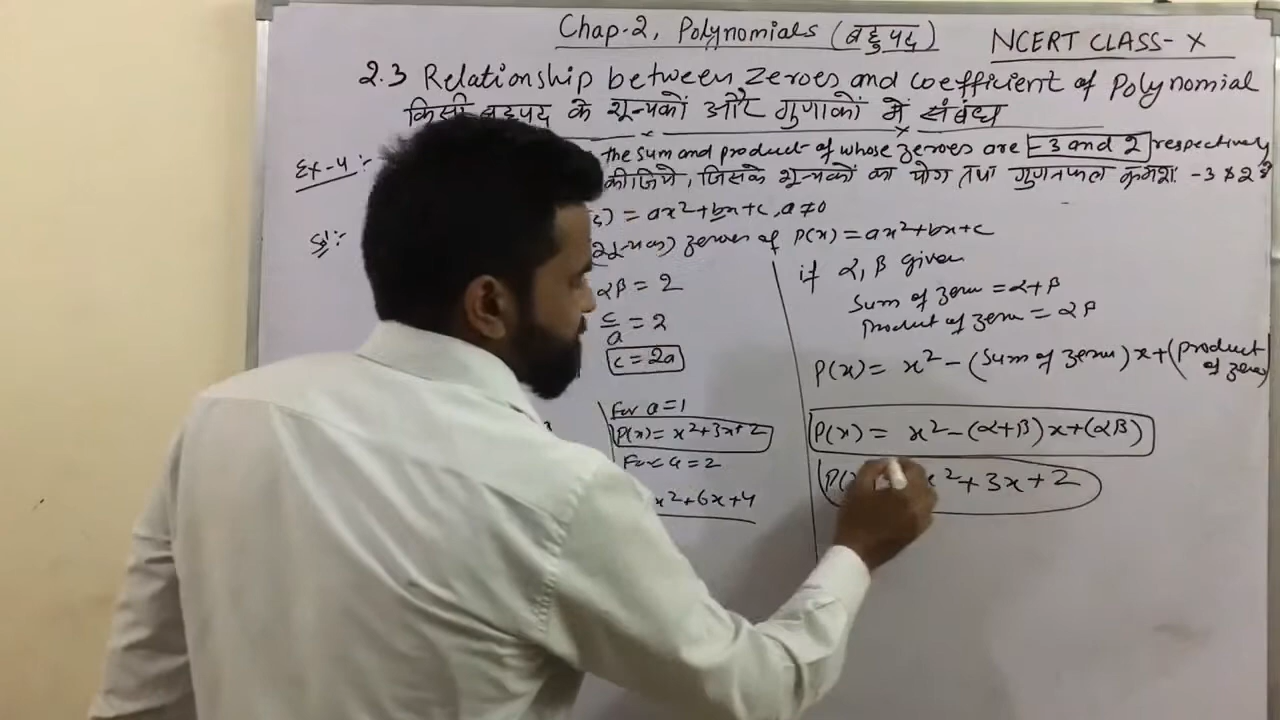 Chap-2, Polynomials (बहुपद)
NCERT CLASS- X
2.3 Relationship between Zeroes and coefficient of Polynomial
किसी बहुपद के शून्यकों और गुणाकों में संबंध
Ex-4 :- the sum and product of whose zeroes are -3 and 2 respectively
कीजिये, जिसके शून्यकों का योग तथा गुणनफल क्रमशः -3 व 2 है
Sol :- ) = ax²+bx+c, a≠0
zeroes of P(x) = ax²+bx+c
αβ = 2
c/a = 2
c = 2a
For a=1
P(x) = x²+3x+2
For a = 2
x²+6x+4
if α, β given
Sum of zero = α+β
Product of zero = αβ
P(x) = x² - (Sum of zero) x + (Product of zero)
P(x) = x² - (α+β) x + (αβ)
x² + 3x + 2